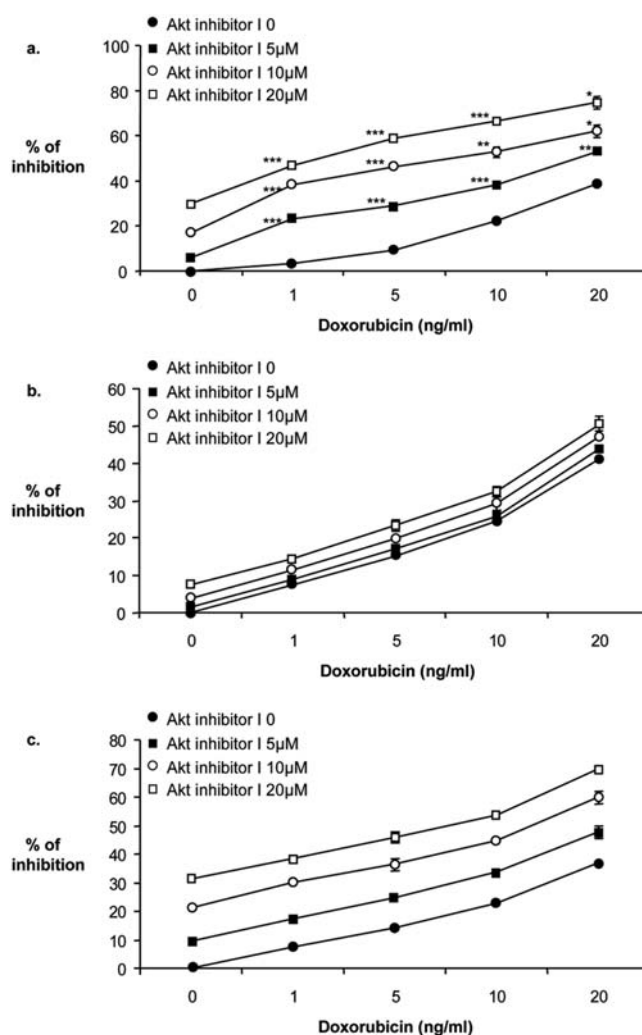 a.
Akt inhibitor I 0
Akt inhibitor I 5µM
Akt inhibitor I 10µM
Akt inhibitor I 20µM
% of
inhibition
100
80
60
40
20
0
***
***
***
***
***
***
***
**
***
*
*
**
0 1 5 10 20
Doxorubicin (ng/ml)
b.
Akt inhibitor I 0
Akt inhibitor I 5µM
Akt inhibitor I 10µM
Akt inhibitor I 20µM
% of
inhibition
60
50
40
30
20
10
0
0 1 5 10 20
Doxorubicin (ng/ml)
c.
Akt inhibitor I 0
Akt inhibitor I 5µM
Akt inhibitor I 10µM
Akt inhibitor I 20µM
% of
inhibition
80
70
60
50
40
30
20
10
0
0 1 5 10 20
Doxorubicin (ng/ml)